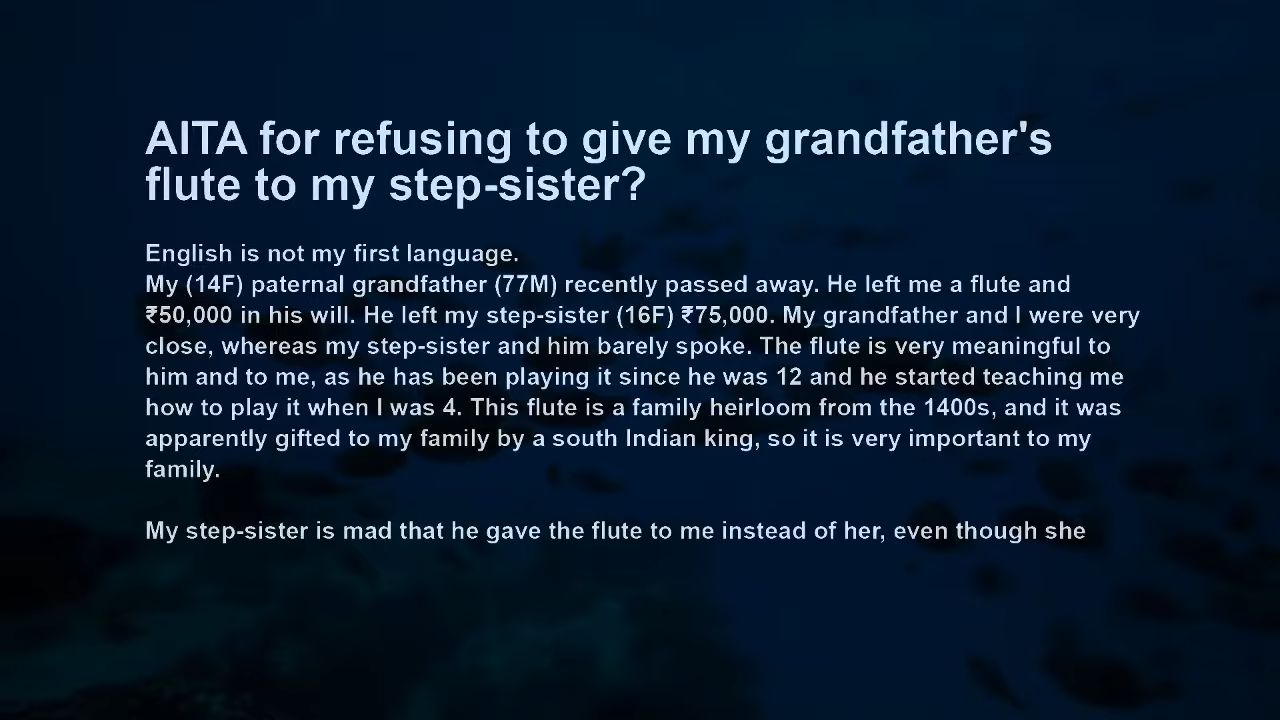 AITA for refusing to give my grandfather's
flute to my step-sister?
English is not my first language.
My (14F) paternal grandfather (77M) recently passed away. He left me a flute and
₹50,000 in his will. He left my step-sister (16F) ₹75,000. My grandfather and I were very
close, whereas my step-sister and him barely spoke. The flute is very meaningful to
him and to me, as he has been playing it since he was 12 and he started teaching me
how to play it when I was 4. This flute is a family heirloom from the 1400s, and it was
apparently gifted to my family by a south Indian king, so it is very important to my
family.
My step-sister is mad that he gave the flute to me instead of her, even though she